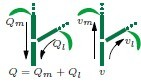 Q_m
v_m
Q_l
v_l
Q = Q_m + Q_l
v